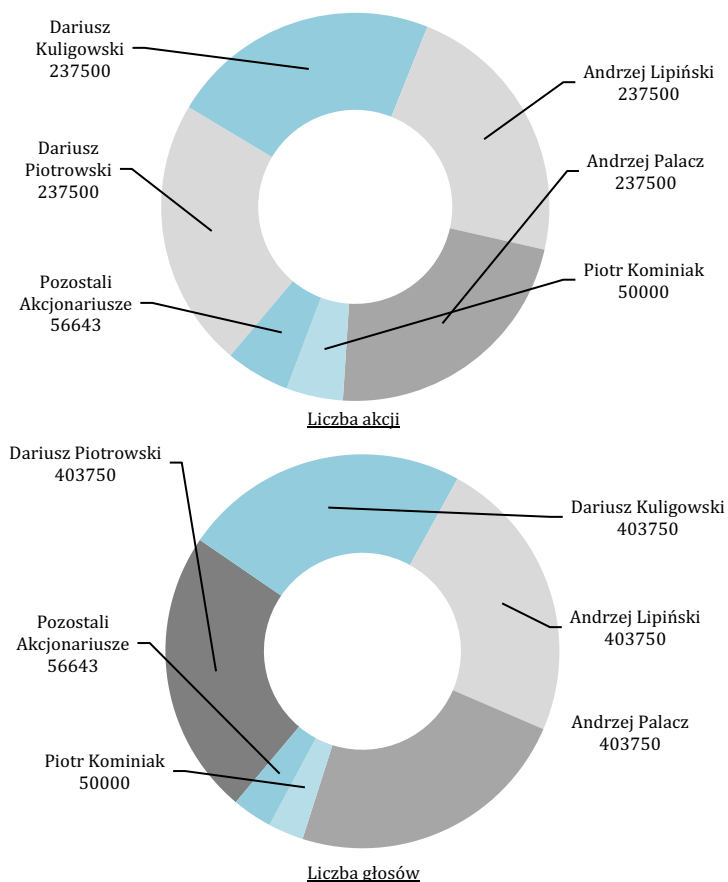 Dariusz
Kuligowski
237500
Andrzej Lipiński
237500
Dariusz
Piotrowski
237500
Andrzej Palacz
237500
Pozostali
Akcjonariusze
56643
Piotr Kominiak
50000
Liczba akcji
Dariusz Piotrowski
403750
Dariusz Kuligowski
403750
Pozostali
Akcjonariusze
56643
Andrzej Lipiński
403750
Andrzej Palacz
403750
Piotr Kominiak
50000
Liczba głosów